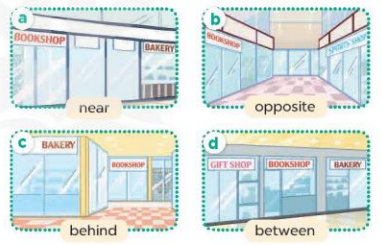 a
BOOKSHOP
BAKERY
near
b
BOOKSHOP
SPORTS SHOP
opposite
c
BAKERY
BOOKSHOP
behind
d
GIFT SHOP
BOOKSHOP
BAKERY
between